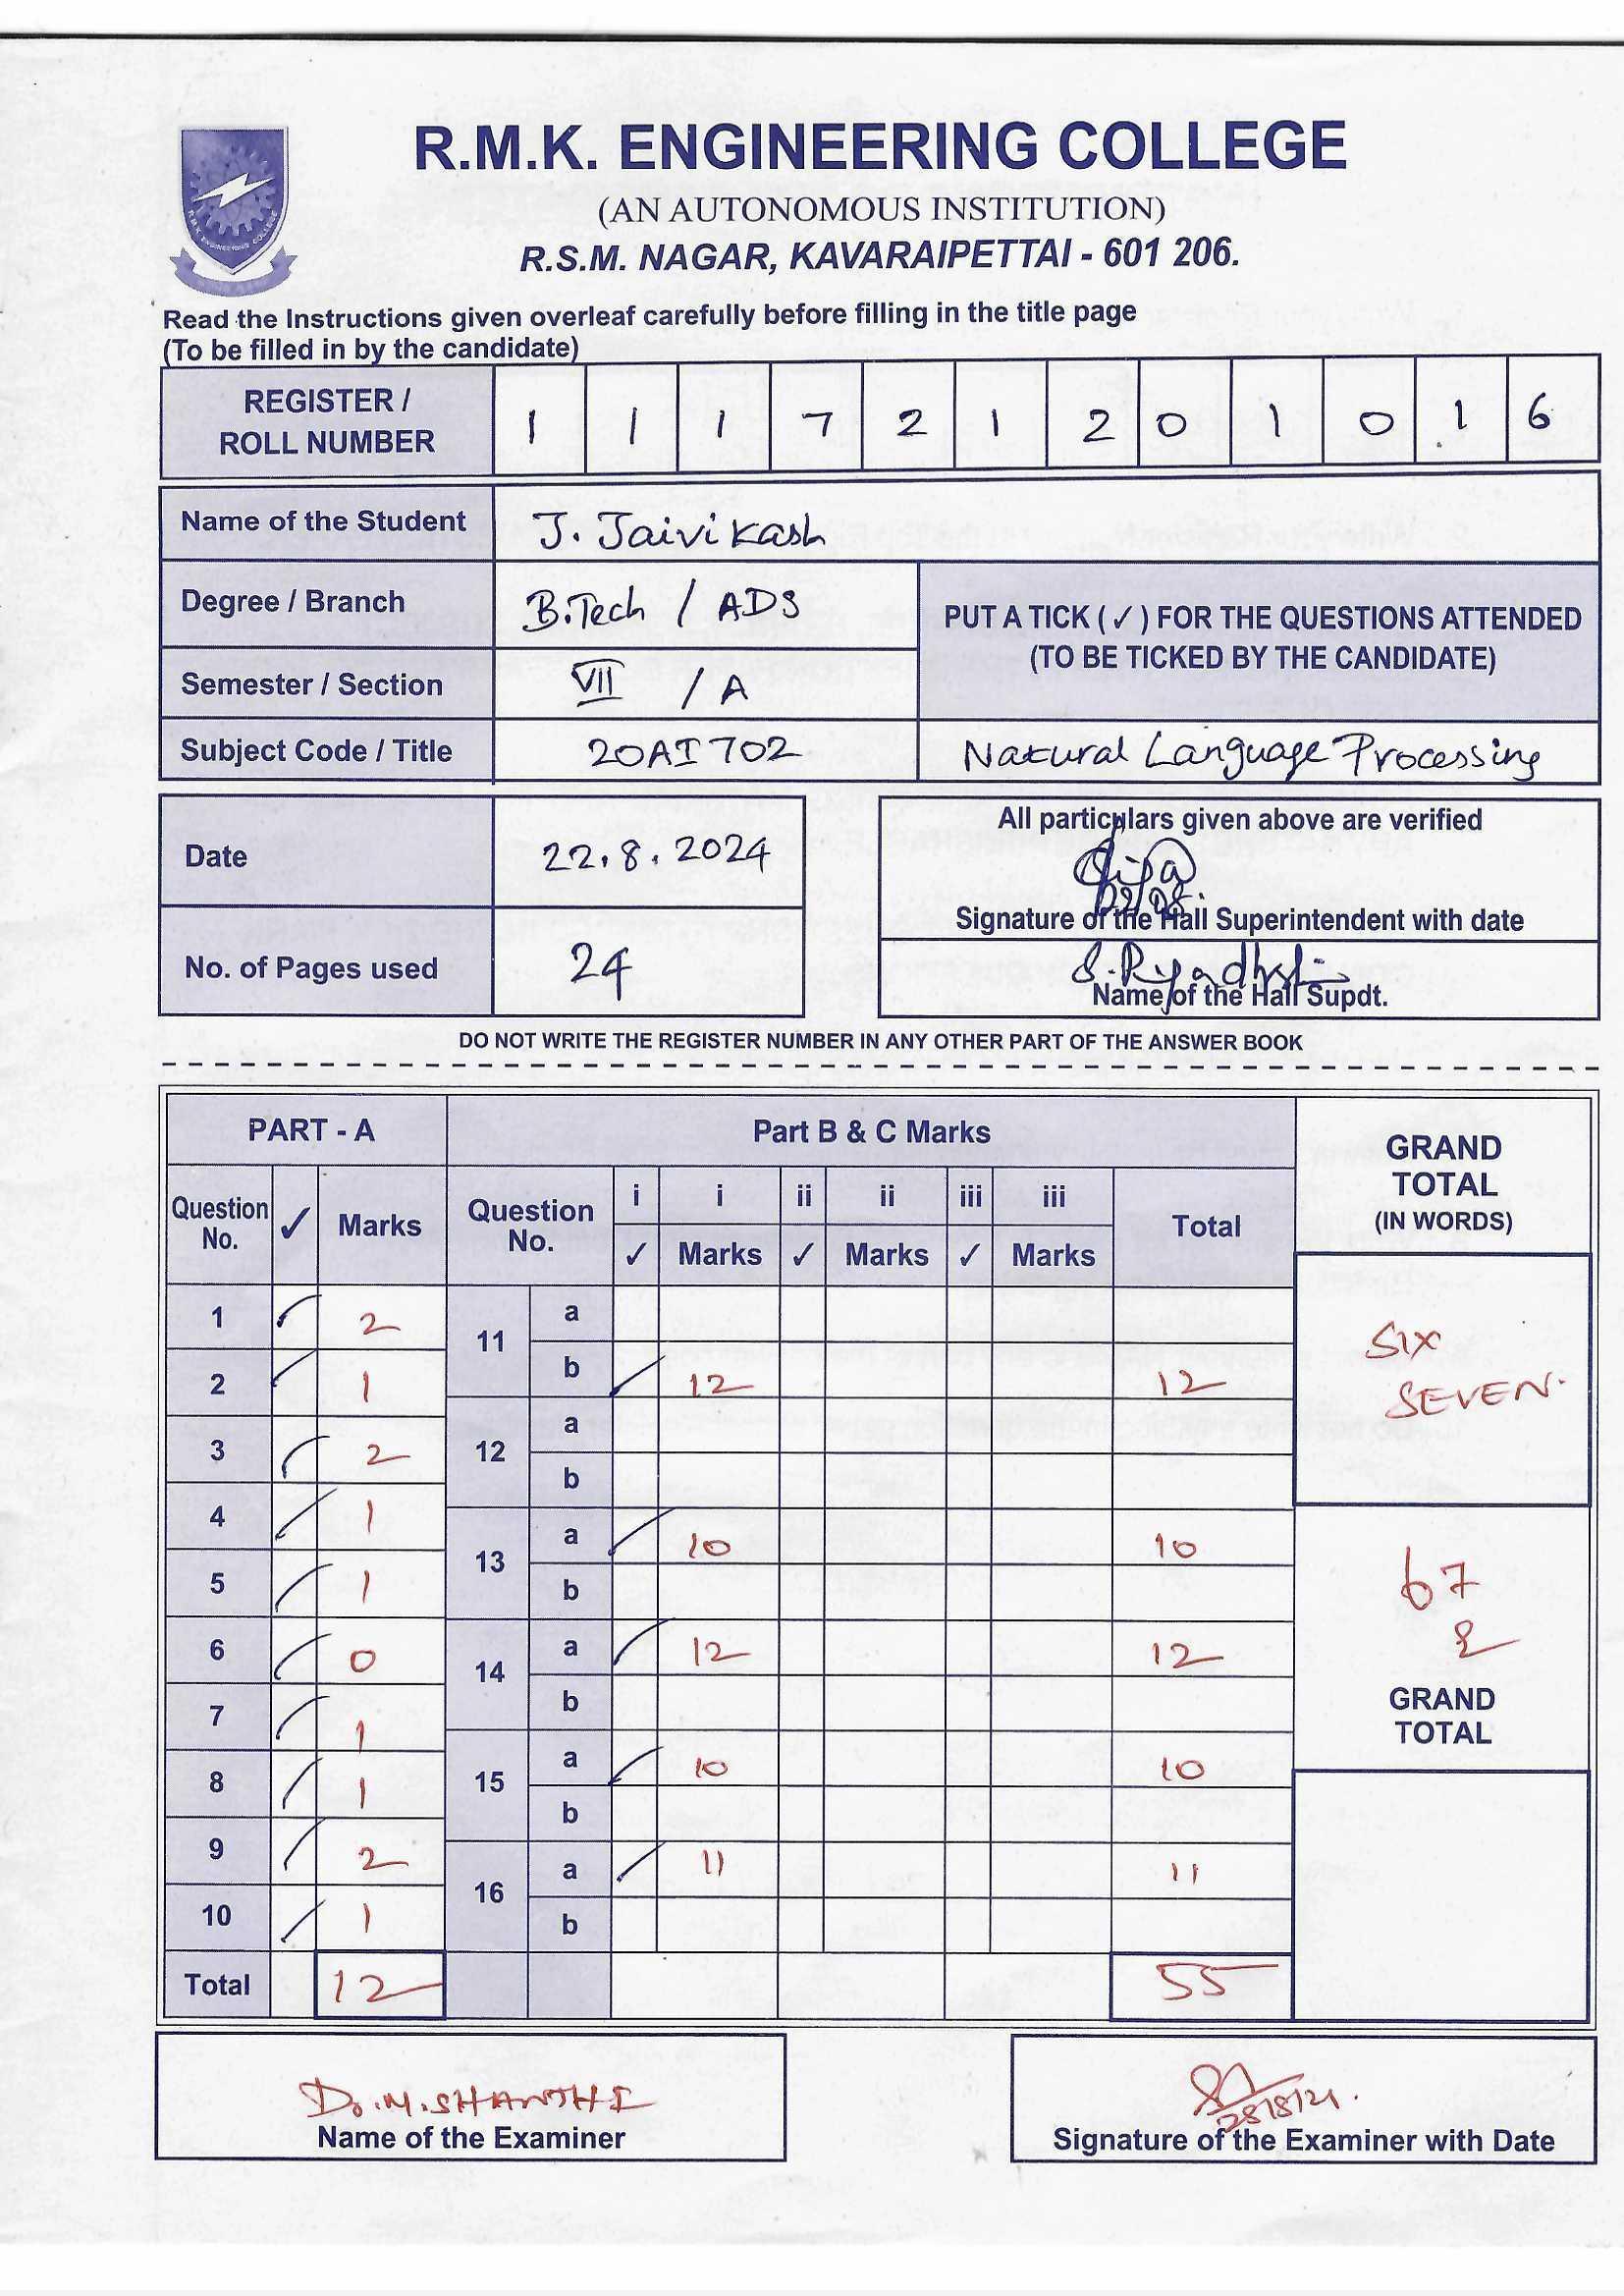 R.M.K. ENGINEERING COLLEGE
(AN AUTONOMOUS INSTITUTION)
R.S.M. NAGAR, KAVARAIPETTAI - 601 206.
R.M.K. ENGINEERING COLLEGE
Read the Instructions given overleaf carefully before filling in the title page
(To be filled in by the candidate)
REGISTER / ROLL NUMBER 1 1 1 7 2 1 2 0 1 0 1 6
Name of the Student J. Jaivikash
Degree / Branch B.Tech / ADS
PUT A TICK ( ✓ ) FOR THE QUESTIONS ATTENDED
(TO BE TICKED BY THE CANDIDATE)
Semester / Section VII / A
Subject Code / Title 20AI702 Natural Language Processing
Date 22.8.2024
All particulars given above are verified
22/08
Signature of the Hall Superintendent with date
No. of Pages used 24
Name of the Hall Supdt.
DO NOT WRITE THE REGISTER NUMBER IN ANY OTHER PART OF THE ANSWER BOOK
PART - A Part B & C Marks GRAND TOTAL (IN WORDS)
Question No. ✓ Marks Question No. i i ii ii iii iii Total
✓ Marks ✓ Marks ✓ Marks
1 ✓ 2 11 a
2 ✓ 1 b ✓ 12 12
SIX
SEVEN.
3 ✓ 2 12 a
b
4 ✓ 1 13 a ✓ 10 10
5 ✓ 1 b
67
6 ✓ 0 14 a ✓ 12 12
7 ✓ 1 b
GRAND TOTAL
8 ✓ 1 15 a ✓ 10 10
b
9 ✓ 2 16 a ✓ 11 11
10 ✓ 1 b
Total 12 55
Dr.M.SHANTHI
Name of the Examiner
28/8/24.
Signature of the Examiner with Date